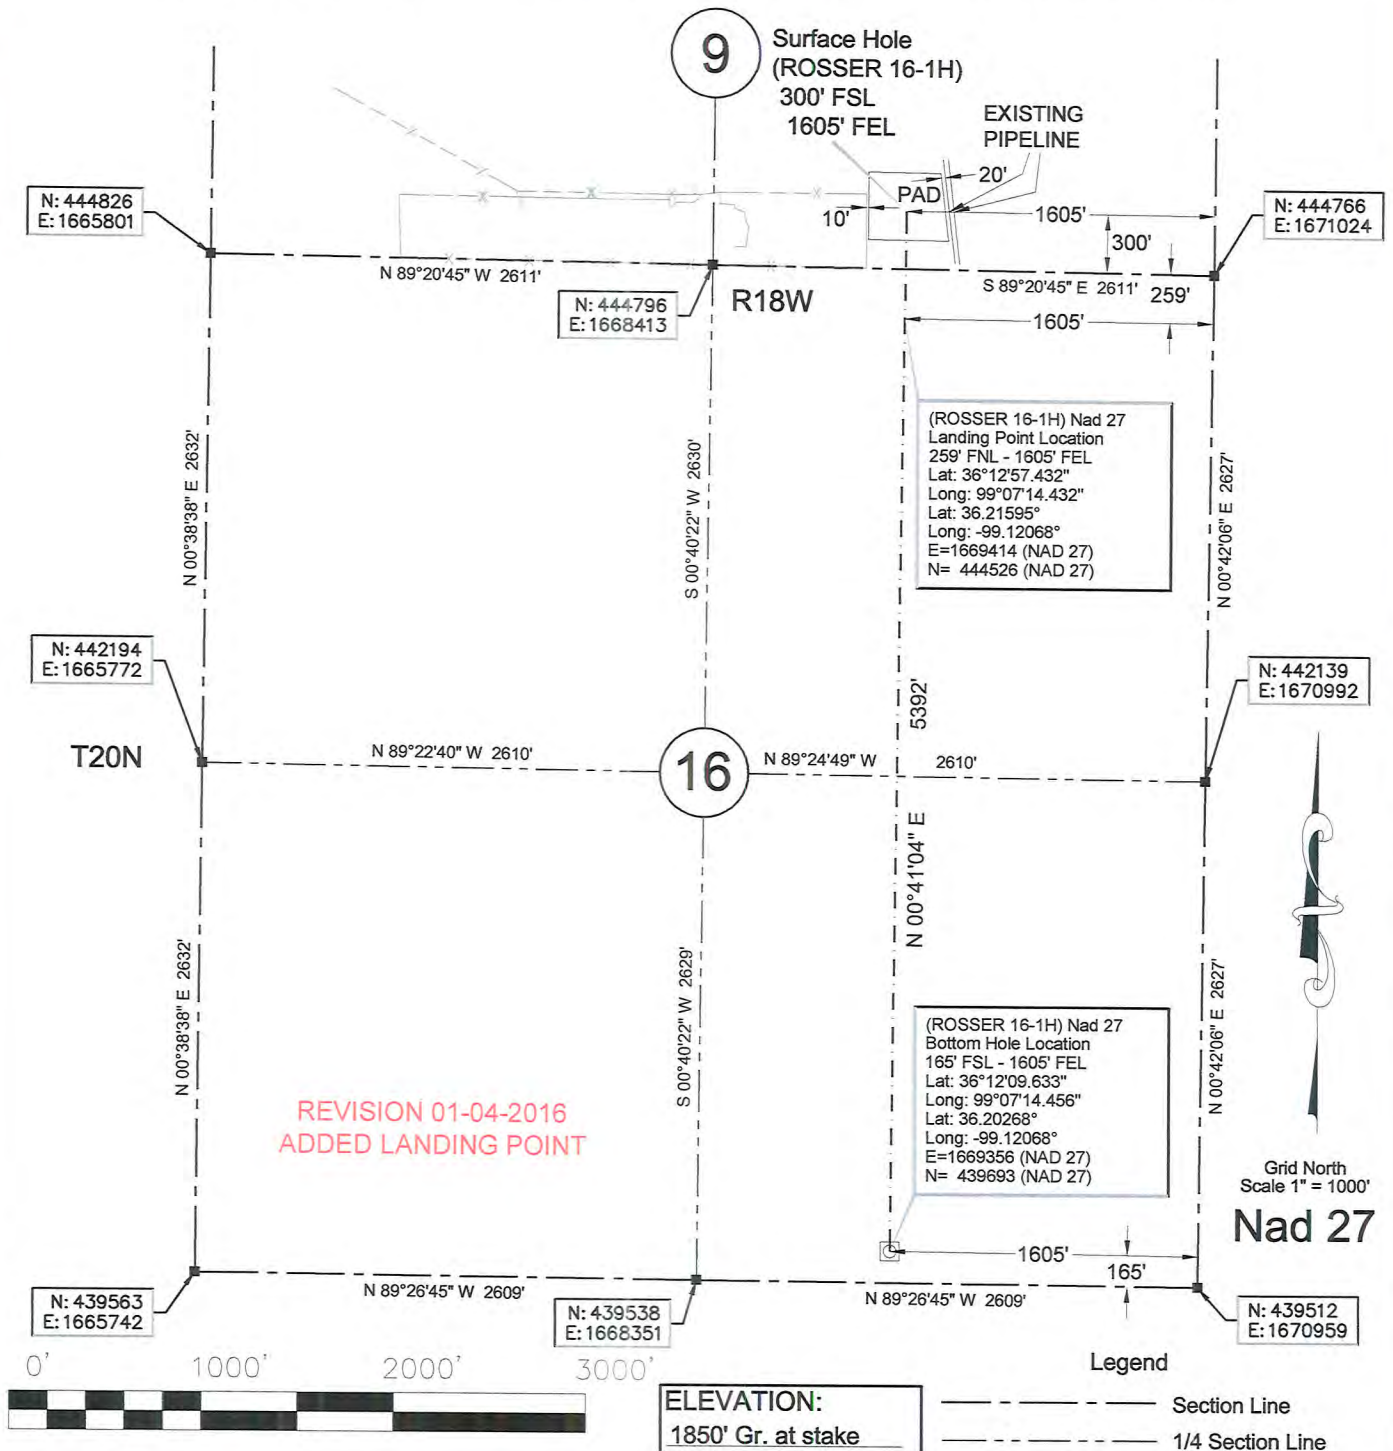 9
Surface Hole
(ROSSER 16-1H)
300' FSL
1605' FEL
EXISTING
PIPELINE
20'
PAD
10'
1605'
300'
N: 444826
E: 1665801
N: 444766
E: 1671024
N 89°20'45" W 2611'
S 89°20'45" E 2611'
259'
N: 444796
E: 1668413
R18W
1605'
(ROSSER 16-1H) Nad 27
Landing Point Location
259' FNL - 1605' FEL
Lat: 36°12'57.432"
Long: 99°07'14.432"
Lat: 36.21595°
Long: -99.12068°
E=1669414 (NAD 27)
N= 444526 (NAD 27)
N 00°38'38" E 2632'
S 00°40'22" W 2630'
N 00°42'06" E 2627'
N: 442194
E: 1665772
N: 442139
E: 1670992
5392'
T20N
N 89°22'40" W 2610'
16
N 89°24'49" W 2610'
N 00°41'04" E
N 00°38'38" E 2632'
S 00°40'22" W 2629'
N 00°42'06" E 2627'
(ROSSER 16-1H) Nad 27
Bottom Hole Location
165' FSL - 1605' FEL
Lat: 36°12'09.633"
Long: 99°07'14.456"
Lat: 36.20268°
Long: -99.12068°
E=1669356 (NAD 27)
N= 439693 (NAD 27)
REVISION 01-04-2016
ADDED LANDING POINT
Grid North
Scale 1" = 1000'
Nad 27
1605'
165'
N 89°26'45" W 2609'
N 89°26'45" W 2609'
N: 439563
E: 1665742
N: 439538
E: 1668351
N: 439512
E: 1670959
0' 1000' 2000' 3000'
Legend
ELEVATION:
1850' Gr. at stake
Section Line
1/4 Section Line